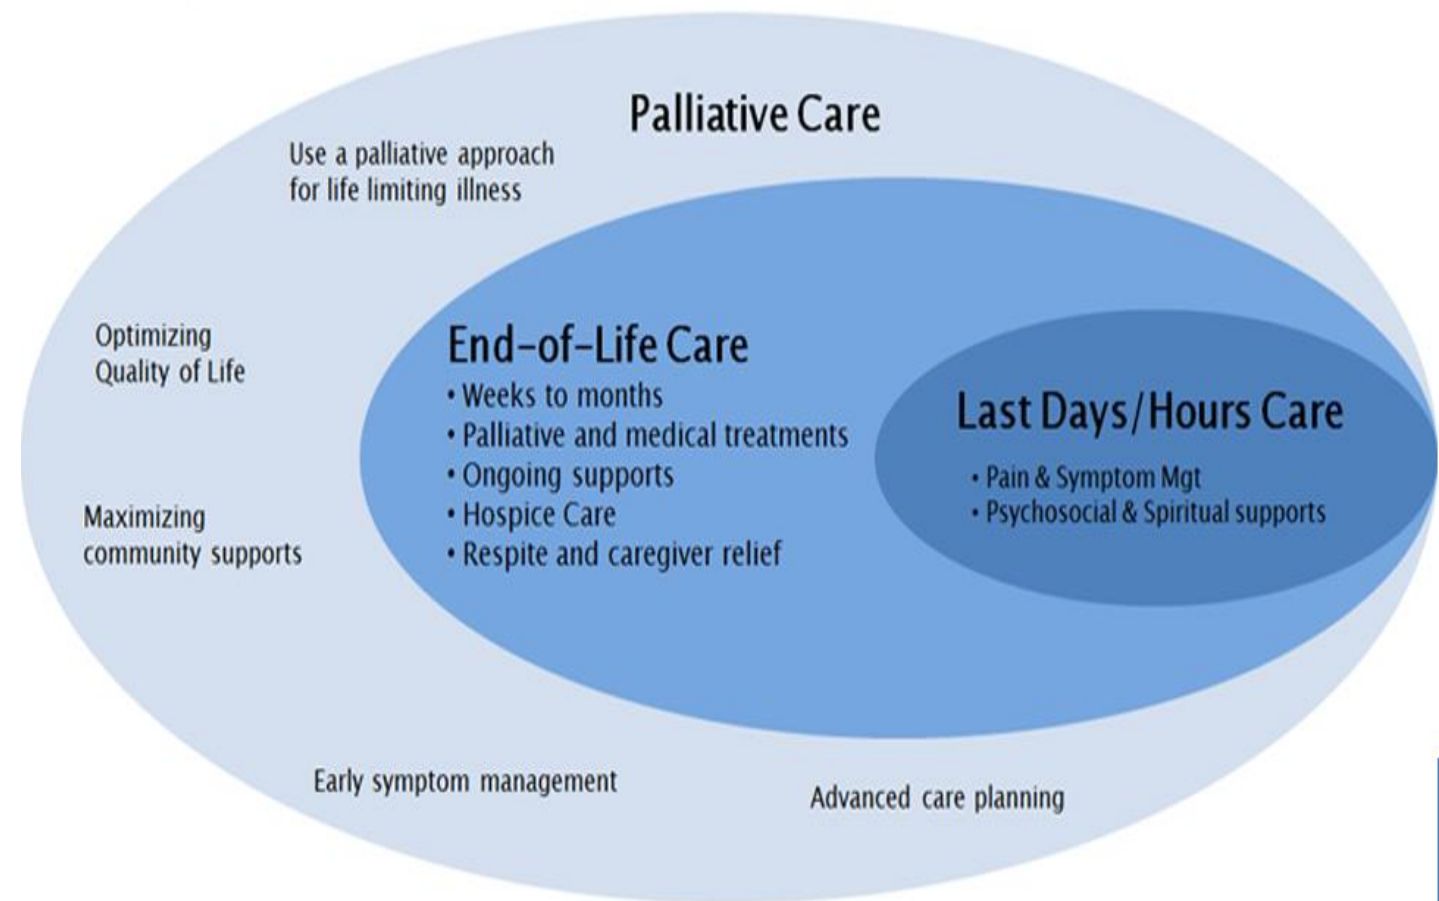 Palliative Care
Use a palliative approach
for life limiting illness
Optimizing
Quality of Life
Maximizing
community supports
End-of-Life Care
• Weeks to months
• Palliative and medical treatments
• Ongoing supports
• Hospice Care
• Respite and caregiver relief
Last Days/Hours Care
• Pain & Symptom Mgt
• Psychosocial & Spiritual supports
Early symptom management
Advanced care planning